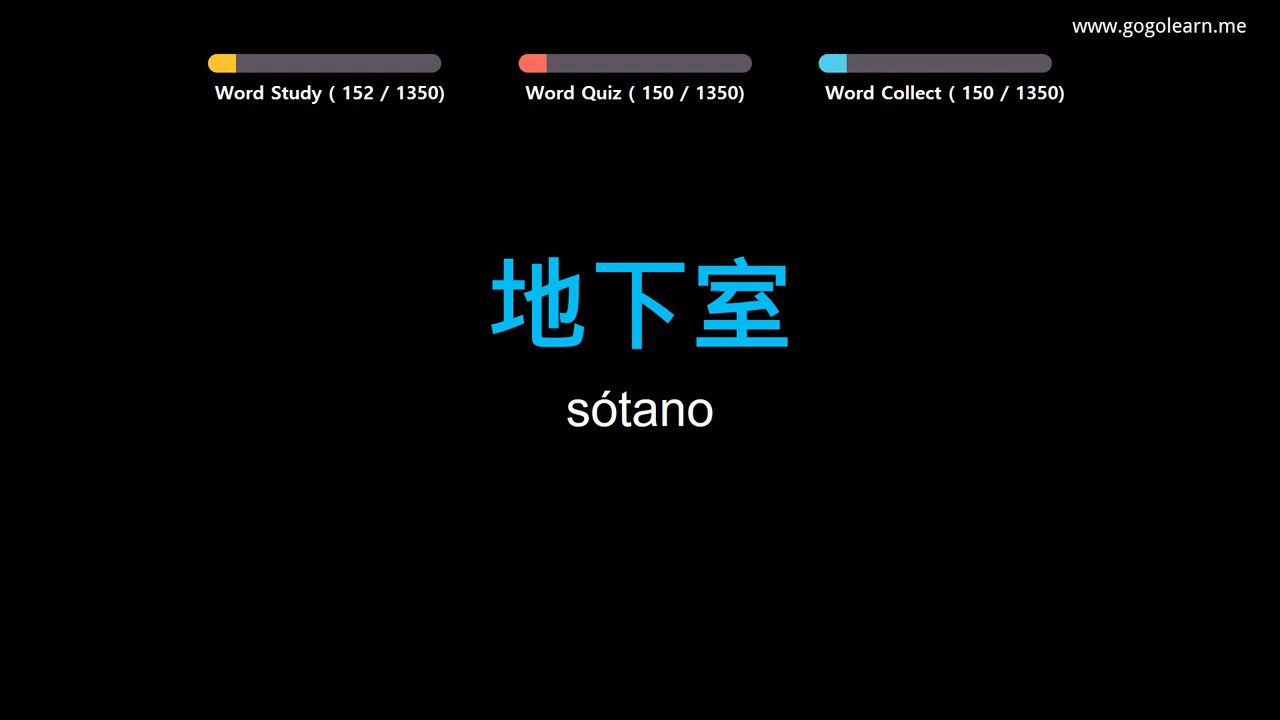 www.gogolearn.me
Word Study ( 152 / 1350)
Word Quiz ( 150 / 1350)
Word Collect ( 150 / 1350)
地下室
sótano